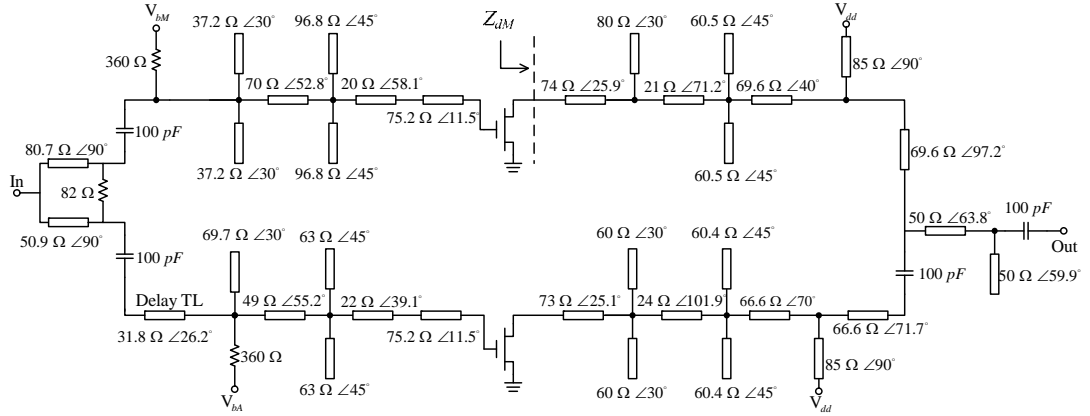 V_bM
37.2 Ω ∠30°
96.8 Ω ∠45°
Z_dM
80 Ω ∠30°
60.5 Ω ∠45°
V_dd
360 Ω
85 Ω ∠90°
70 Ω ∠52.8°
20 Ω ∠58.1°
74 Ω ∠25.9°
21 Ω ∠71.2°
69.6 Ω ∠40°
75.2 Ω ∠11.5°
100 pF
80.7 Ω ∠90°
37.2 Ω ∠30°
96.8 Ω ∠45°
60.5 Ω ∠45°
69.6 Ω ∠97.2°
In
82 Ω
50.9 Ω ∠90°
50 Ω ∠63.8°
100 pF
Out
69.7 Ω ∠30°
63 Ω ∠45°
60 Ω ∠30°
60.4 Ω ∠45°
100 pF
100 pF
50 Ω ∠59.9°
Delay TL
49 Ω ∠55.2°
22 Ω ∠39.1°
73 Ω ∠25.1°
24 Ω ∠101.9°
66.6 Ω ∠70°
31.8 Ω ∠26.2°
75.2 Ω ∠11.5°
66.6 Ω ∠71.7°
360 Ω
85 Ω ∠90°
63 Ω ∠45°
60 Ω ∠30°
60.4 Ω ∠45°
V_bA
V_dd